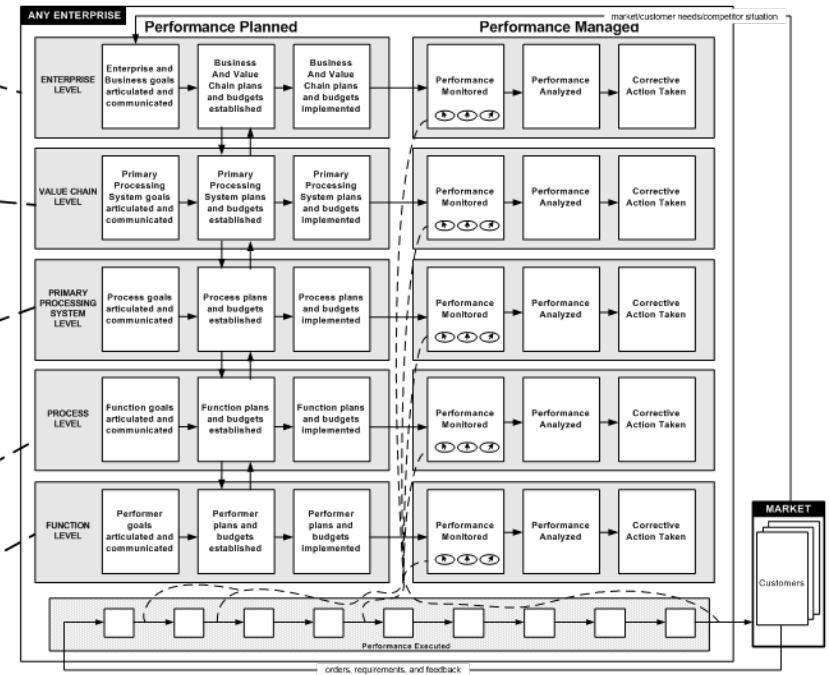 ANY ENTERPRISE
market/customer needs/competitor situation
Performance Planned
Performance Managed
ENTERPRISE
LEVEL
Enterprise and
Business goals
articulated and
communicated
Business
And Value
Chain plans
and budgets
established
Business
And Value
Chain plans
and budgets
implemented
Performance
Monitored
Performance
Analyzed
Corrective
Action Taken
VALUE CHAIN
LEVEL
Primary
Processing
System goals
articulated and
communicated
Primary
Processing
System plans
and budgets
established
Primary
Processing
System plans
and budgets
implemented
Performance
Monitored
Performance
Analyzed
Corrective
Action Taken
PRIMARY
PROCESSING
SYSTEM
LEVEL
Process goals
articulated and
communicated
Process plans
and budgets
established
Process plans
and budgets
implemented
Performance
Monitored
Performance
Analyzed
Corrective
Action Taken
PROCESS
LEVEL
Function goals
articulated and
communicated
Function plans
and budgets
established
Function plans
and budgets
implemented
Performance
Monitored
Performance
Analyzed
Corrective
Action Taken
FUNCTION
LEVEL
Performer
goals
articulated and
communicated
Performer
plans and
budgets
established
Performer
plans and
budgets
implemented
Performance
Monitored
Performance
Analyzed
Corrective
Action Taken
MARKET
Customers
Performance Executed
orders, requirements, and feedback